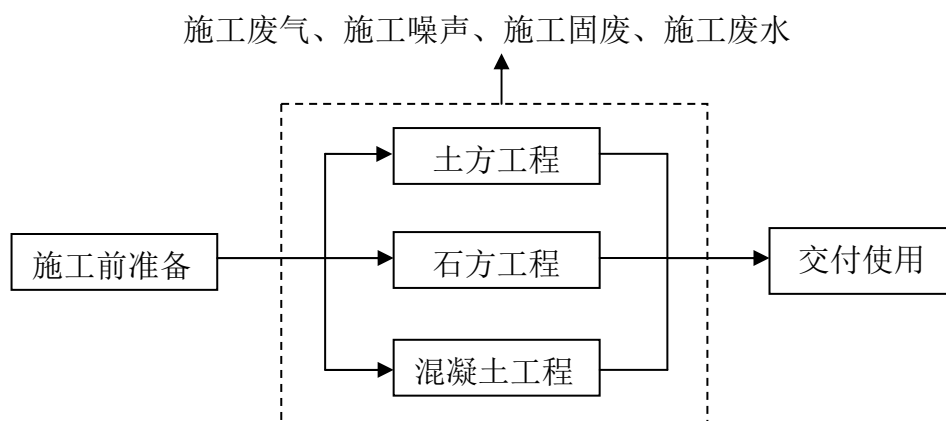 施工废气、施工噪声、施工固废、施工废水
土方工程
施工前准备
石方工程
交付使用
混凝土工程